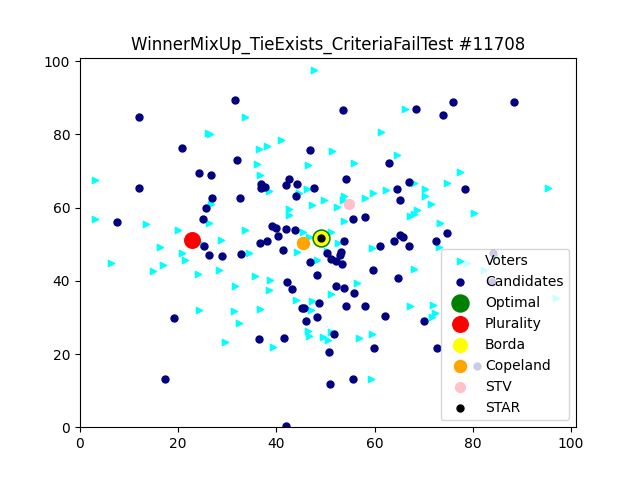 WinnerMixUp_TieExists_CriteriaFailTest #11708
100
80
60
40
20
0
0 20 40 60 80 100
Voters
Candidates
Optimal
Plurality
Borda
Copeland
STV
STAR